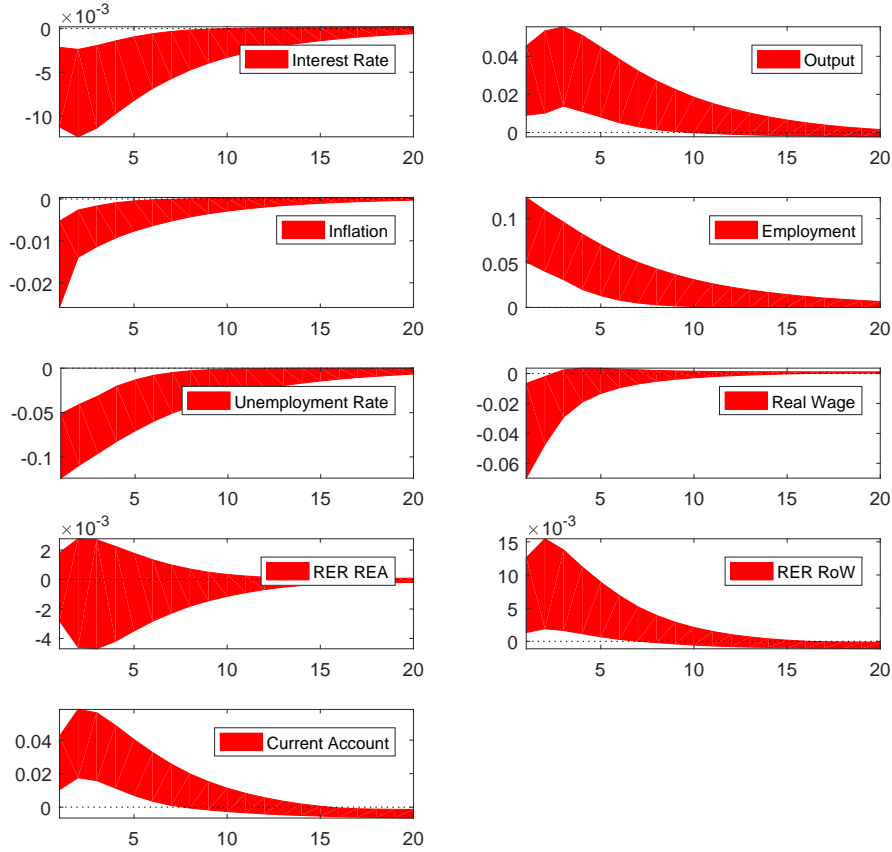 ×10-3
0
-5
-10
Interest Rate
5 10 15 20
0.04
0.02
0
Output
5 10 15 20
0
-0.01
-0.02
Inflation
5 10 15 20
0.1
0.05
0
Employment
5 10 15 20
0
-0.05
-0.1
Unemployment Rate
5 10 15 20
0
-0.02
-0.04
-0.06
Real Wage
5 10 15 20
×10-3
2
0
-2
-4
RER REA
5 10 15 20
×10-3
15
10
5
0
RER RoW
5 10 15 20
0.04
0.02
0
Current Account
5 10 15 20